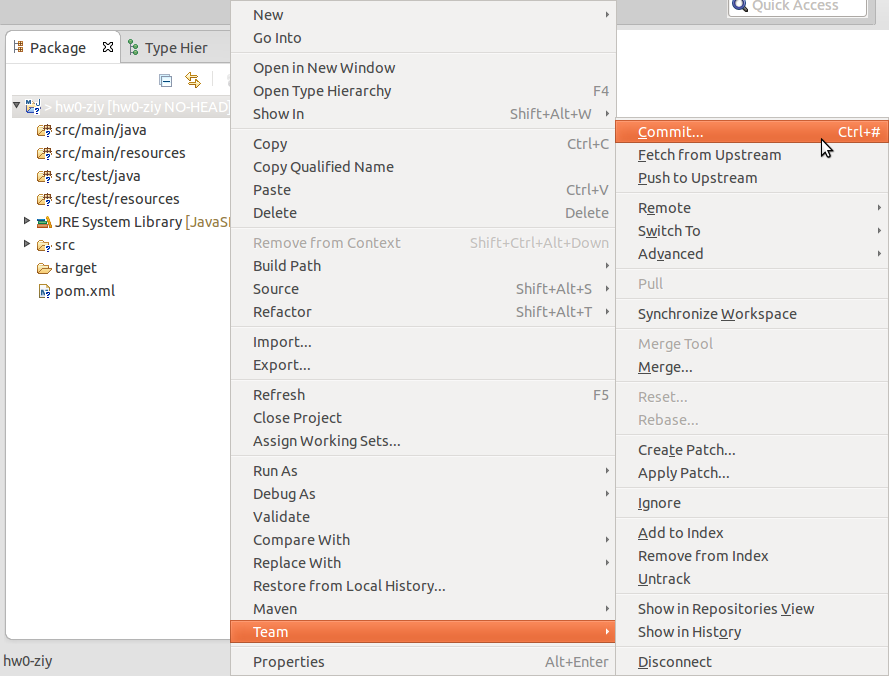 Quick Access
Package
Type Hier
> hw0-ziy [hw0-ziy NO-HEAD]
src/main/java
src/main/resources
src/test/java
src/test/resources
JRE System Library [JavaS
src
target
pom.xml
hw0-ziy
New
Go Into
Open in New Window
Open Type Hierarchy F4
Show In Shift+Alt+W
Copy Ctrl+C
Copy Qualified Name
Paste Ctrl+V
Delete Delete
Remove from Context Shift+Ctrl+Alt+Down
Build Path
Source Shift+Alt+S
Refactor Shift+Alt+T
Import...
Export...
Refresh F5
Close Project
Assign Working Sets...
Run As
Debug As
Validate
Compare With
Replace With
Restore from Local History...
Maven
Team
Properties Alt+Enter
Commit... Ctrl+#
Fetch from Upstream
Push to Upstream
Remote
Switch To
Advanced
Pull
Synchronize Workspace
Merge Tool
Merge...
Reset...
Rebase...
Create Patch...
Apply Patch...
Ignore
Add to Index
Remove from Index
Untrack
Show in Repositories View
Show in History
Disconnect